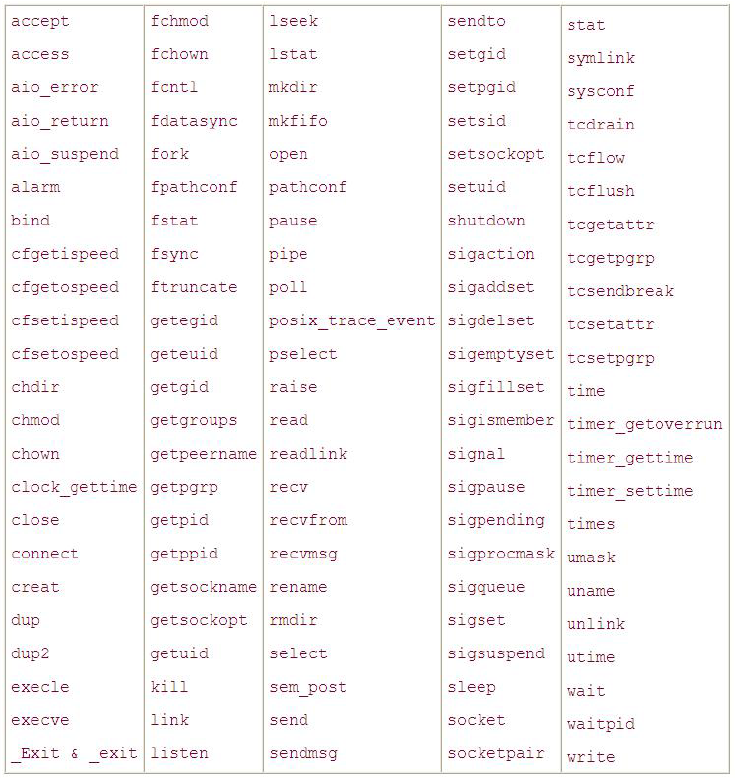 accept
access
aio_error
aio_return
aio_suspend
alarm
bind
cfgetispeed
cfgetospeed
cfsetispeed
cfsetospeed
chdir
chmod
chown
clock_gettime
close
connect
creat
dup
dup2
execle
execve
_Exit & _exit
fchmod
fchown
fcntl
fdatasync
fork
fpathconf
fstat
fsync
ftruncate
getegid
geteuid
getgid
getgroups
getpeername
getpgrp
getpid
getppid
getsockname
getsockopt
getuid
kill
link
listen
lseek
lstat
mkdir
mkfifo
open
pathconf
pause
pipe
poll
posix_trace_event
pselect
raise
read
readlink
recv
recvfrom
recvmsg
rename
rmdir
select
sem_post
send
sendmsg
sendto
setgid
setpgid
setsid
setsockopt
setuid
shutdown
sigaction
sigaddset
sigdelset
sigemptyset
sigfillset
sigismember
signal
sigpause
sigpending
sigprocmask
sigqueue
sigset
sigsuspend
sleep
socket
socketpair
stat
symlink
sysconf
tcdrain
tcflow
tcflush
tcgetattr
tcgetpgrp
tcsendbreak
tcsetattr
tcsetpgrp
time
timer_getoverrun
timer_gettime
timer_settime
times
umask
uname
unlink
utime
wait
waitpid
write